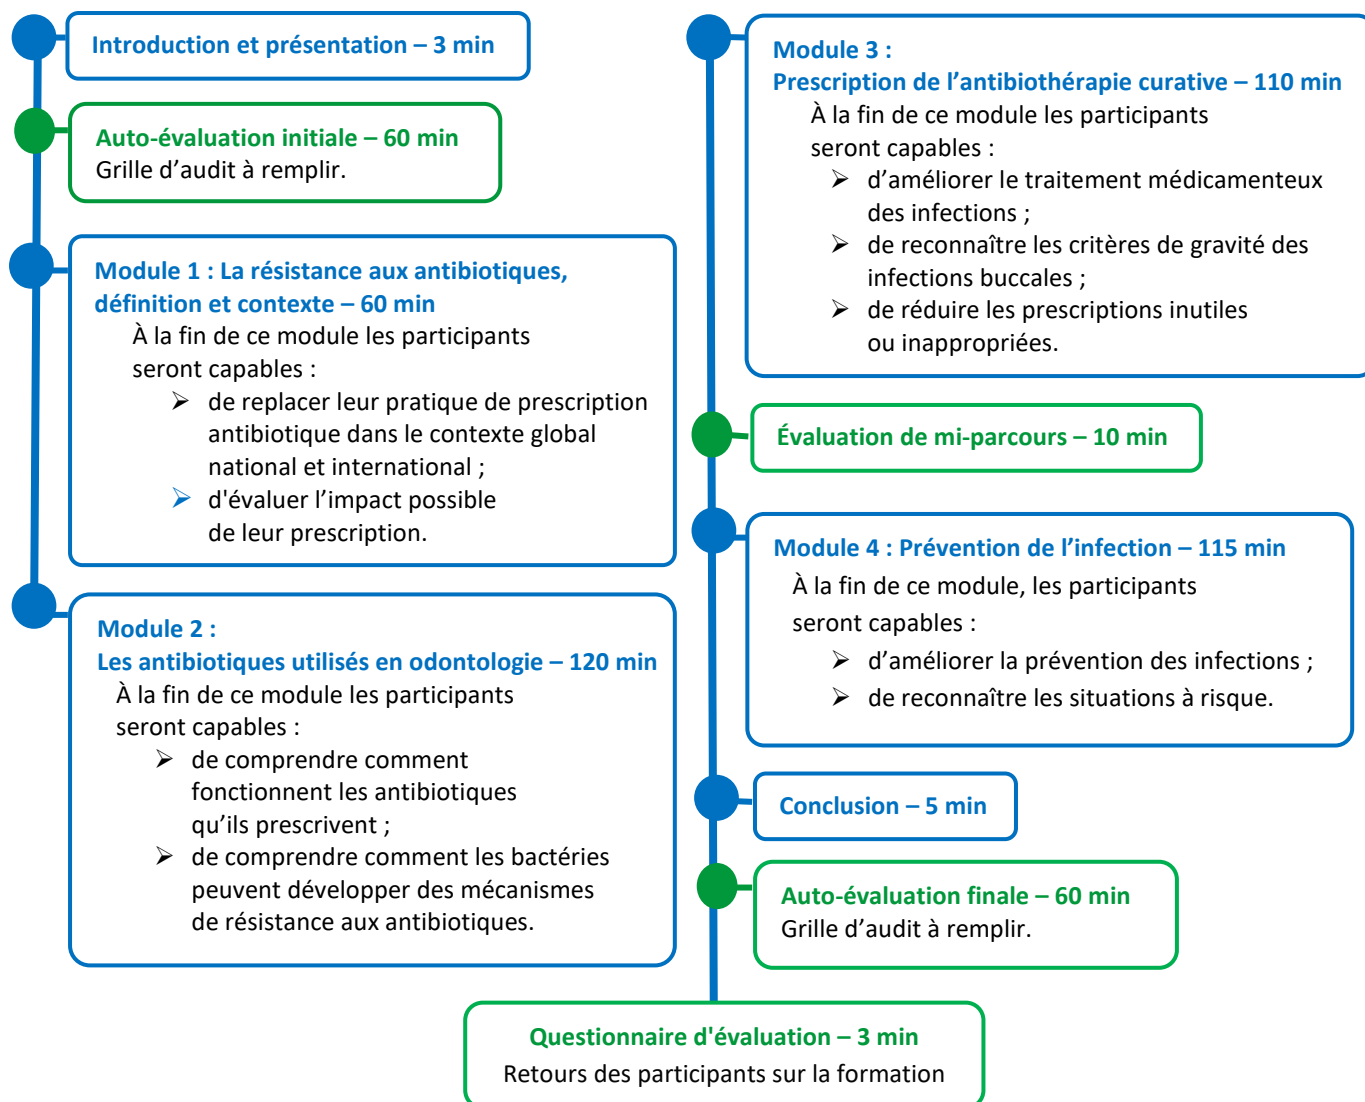 Introduction et présentation – 3 min
Auto-évaluation initiale – 60 min
Grille d’audit à remplir.
Module 1 : La résistance aux antibiotiques,
définition et contexte – 60 min
À la fin de ce module les participants
seront capables :
➢ de replacer leur pratique de prescription
antibiotique dans le contexte global
national et international ;
➢ d'évaluer l’impact possible
de leur prescription.
Module 2 :
Les antibiotiques utilisés en odontologie – 120 min
À la fin de ce module les participants
seront capables :
➢ de comprendre comment
fonctionnent les antibiotiques
qu’ils prescrivent ;
➢ de comprendre comment les bactéries
peuvent développer des mécanismes
de résistance aux antibiotiques.
Module 3 :
Prescription de l’antibiothérapie curative – 110 min
À la fin de ce module les participants
seront capables :
➢ d’améliorer le traitement médicamenteux
des infections ;
➢ de reconnaître les critères de gravité des
infections buccales ;
➢ de réduire les prescriptions inutiles
ou inappropriées.
Évaluation de mi-parcours – 10 min
Module 4 : Prévention de l’infection – 115 min
À la fin de ce module, les participants
seront capables :
➢ d’améliorer la prévention des infections ;
➢ de reconnaître les situations à risque.
Conclusion – 5 min
Auto-évaluation finale – 60 min
Grille d’audit à remplir.
Questionnaire d'évaluation – 3 min
Retours des participants sur la formation